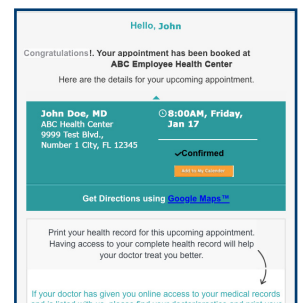 Hello, John
Congratulations!. Your appointment has been booked at
ABC Employee Health Center
Here are the details for your upcoming appointment.
John Doe, MD
ABC Health Center
9999 Test Blvd.,
Number 1 City, FL 12345
8:00AM, Friday,
Jan 17
Confirmed
Add to My Calendar
Get Directions using Google Maps™
Print your health record for this upcoming appointment.
Having access to your complete health record will help
your doctor treat you better.
If your doctor has given you online access to your medical records